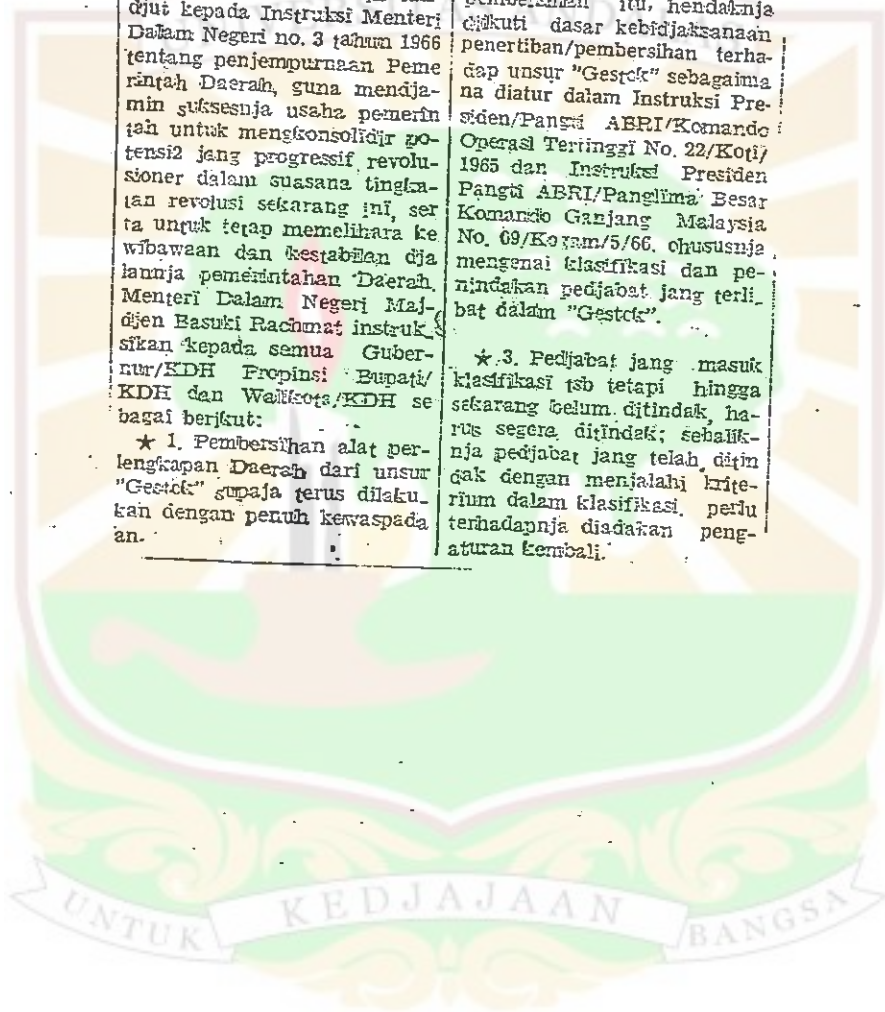 djut kepada Instruksi Menteri
Dalam Negeri no. 3 tahun 1966
tentang penjempurnaan Peme
rintah Daerah, guna mendja-
min suksesnja usaha pemerin
tah untuk mengkonsolidir po-
tensi2 jang progressif revolu-
sioner dalam suasana tingka-
tan revolusi sekarang ini, ser
ta untuk tetap memelihara ke
wibawaan dan kestabilan dja
lannja pemerintahan Daerah.
Menteri Dalam Negeri Maj-
djen Basuki Rachmat instruk
sikan kepada semua Guber-
nur/KDH Propinsi Bupati/
KDH dan Walikota/KDH se
bagai berikut:
★ 1. Pembersihan alat per-
lengkapan Daerah dari unsur
"Gestok" supaja terus dilaku-
kan dengan penuh kewaspada
an.
itu, hendaknja
diikuti dasar kebidjaksanaan
penertiban/pembersihan terha-
dap unsur "Gestok" sebagaima
na diatur dalam Instruksi Pre-
siden/Pangti ABRI/Komando
Operasi Tertinggi No. 22/Koti/
1965 dan Instruksi Presiden
Pangti ABRI/Panglima Besar
Komando Ganjang Malaysia
No. 09/Kogam/5/66. chususnja
mengenai klasifikasi dan pe-
nindakan pedjabat jang terli-
bat dalam "Gestok".
★ 3. Pedjabat jang masuk
klasifikasi tsb tetapi hingga
sekarang belum ditindak, ha-
rus segera ditindak; sebalik-
nja pedjabat jang telah ditin
dak dengan menjalahi krite-
rium dalam klasifikasi, perlu
terhadapnja diadakan peng-
aturan kembali.
UNTUK KEDJAJAAN BANGSA